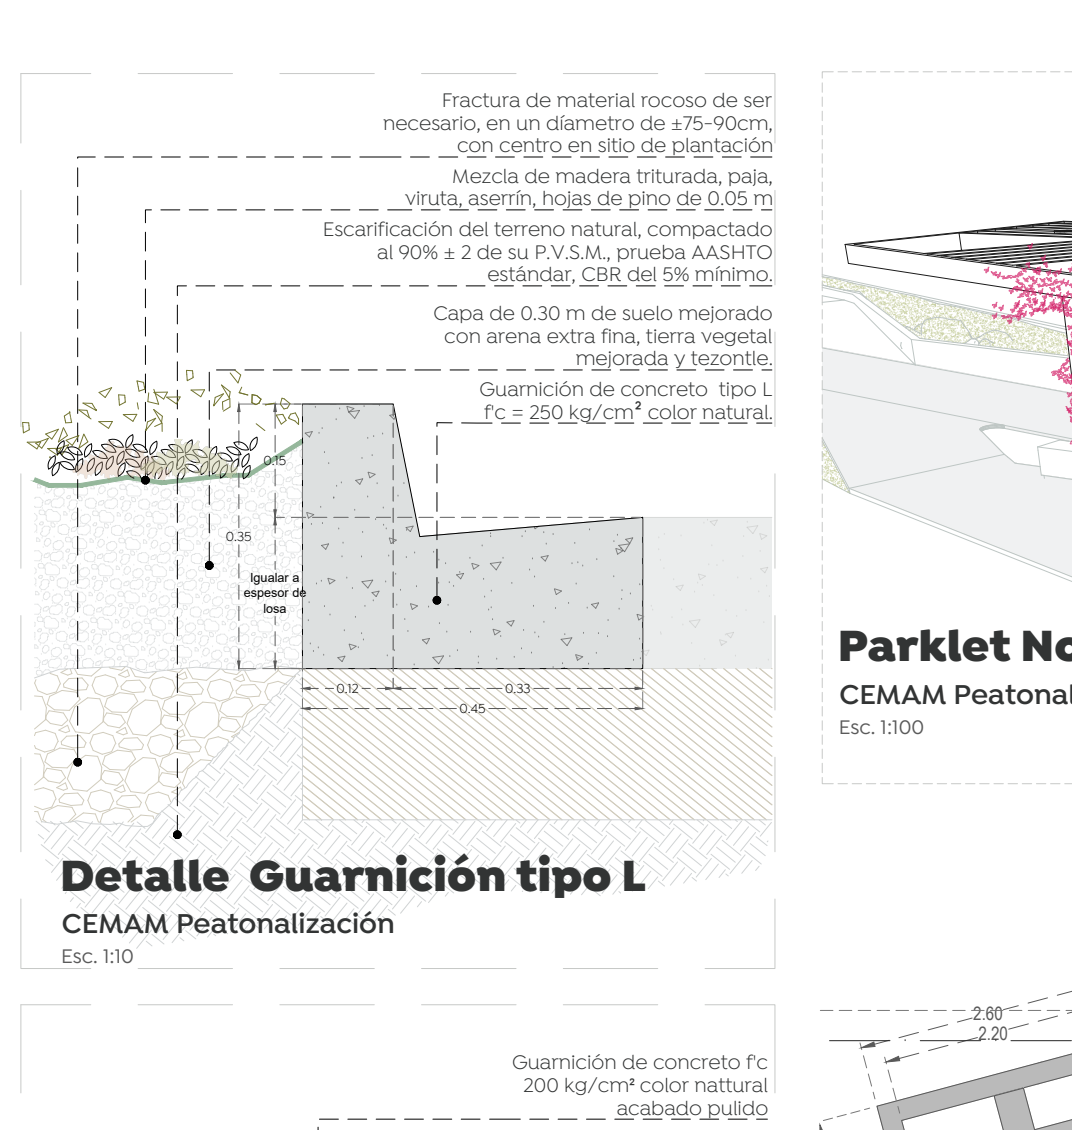 Fractura de material rocoso de ser
necesario, en un díametro de ±75-90cm,
con centro en sitio de plantación
Mezcla de madera triturada, paja,
viruta, aserrín, hojas de pino de 0.05 m
Escarificación del terreno natural, compactado
al 90% ± 2 de su P.V.S.M., prueba AASHTO
estándar, CBR del 5% mínimo.
Capa de 0.30 m de suelo mejorado
con arena extra fina, tierra vegetal
mejorada y tezontle.
Guarnición de concreto tipo L
f'c = 250 kg/cm² color natural.
0.15
0.35
Igualar a
espesor de
losa
0.12
0.33
0.45
Detalle Guarnición tipo L
CEMAM Peatonalización
Esc. 1:10
Parklet No
CEMAM Peatonal
Esc. 1:100
2.60
2.20
Guarnición de concreto f'c
200 kg/cm² color nattural
acabado pulido